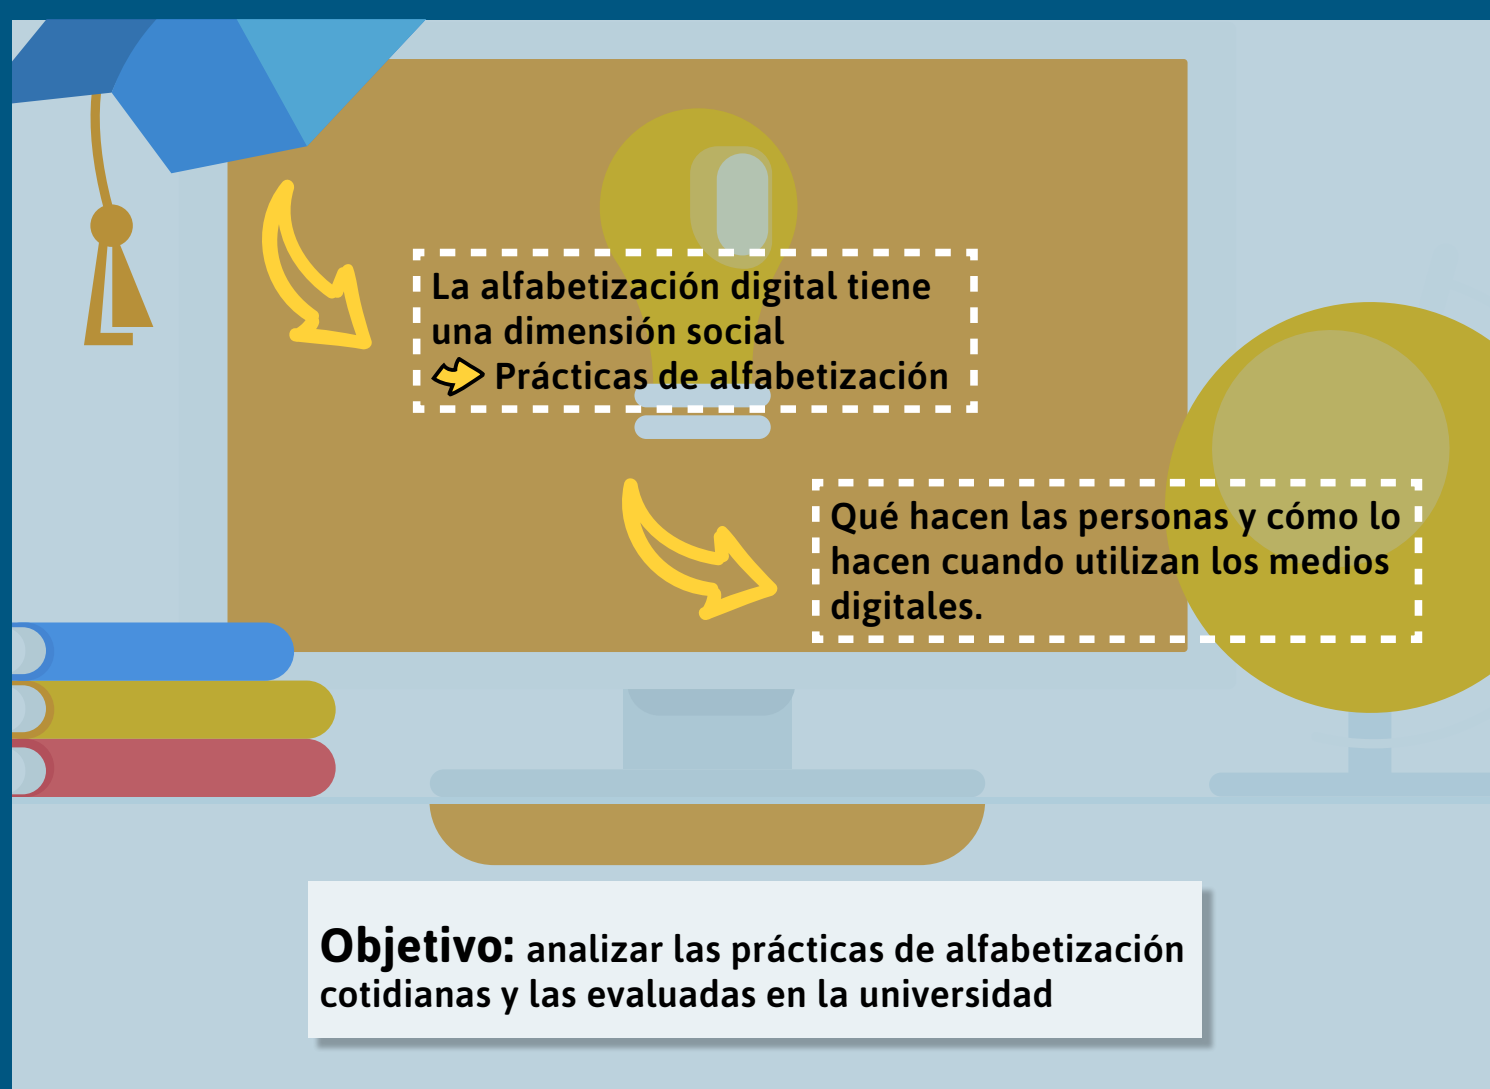 La alfabetización digital tiene
una dimensión social
Prácticas de alfabetización
Qué hacen las personas y cómo lo
hacen cuando utilizan los medios
digitales.
Objetivo: analizar las prácticas de alfabetización
cotidianas y las evaluadas en la universidad